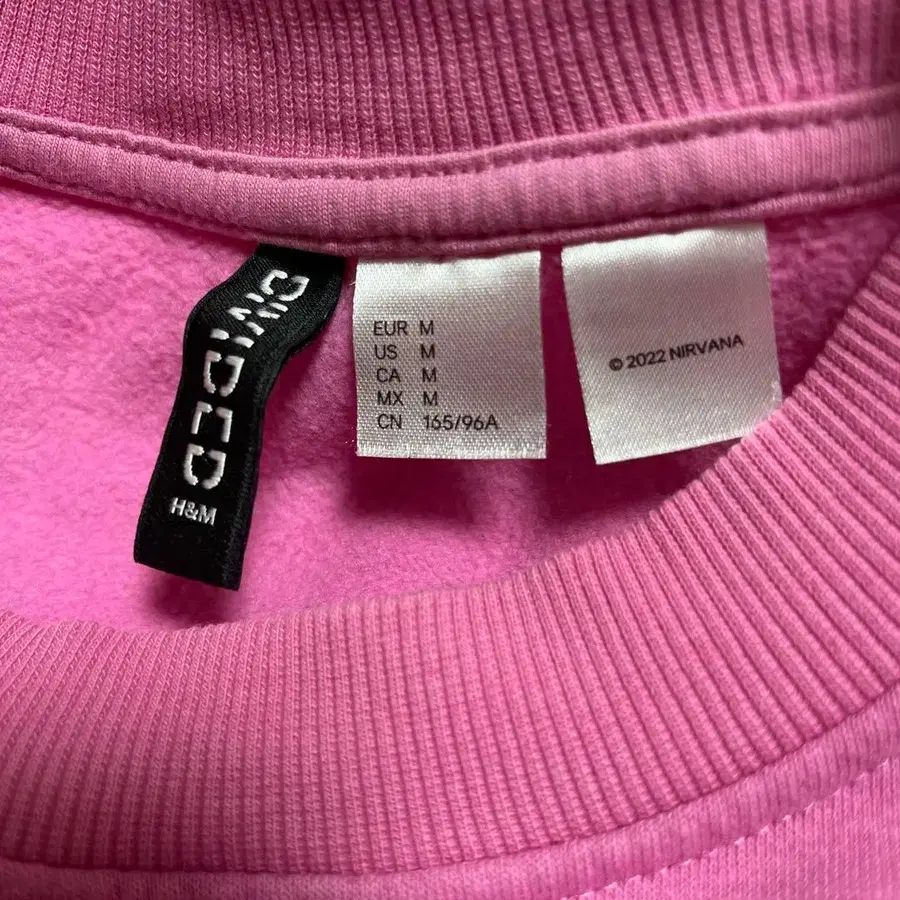 DIVIDED
H&M
EUR M
US M
CA M
MX M
CN 165/96A
© 2022 NIRVANA